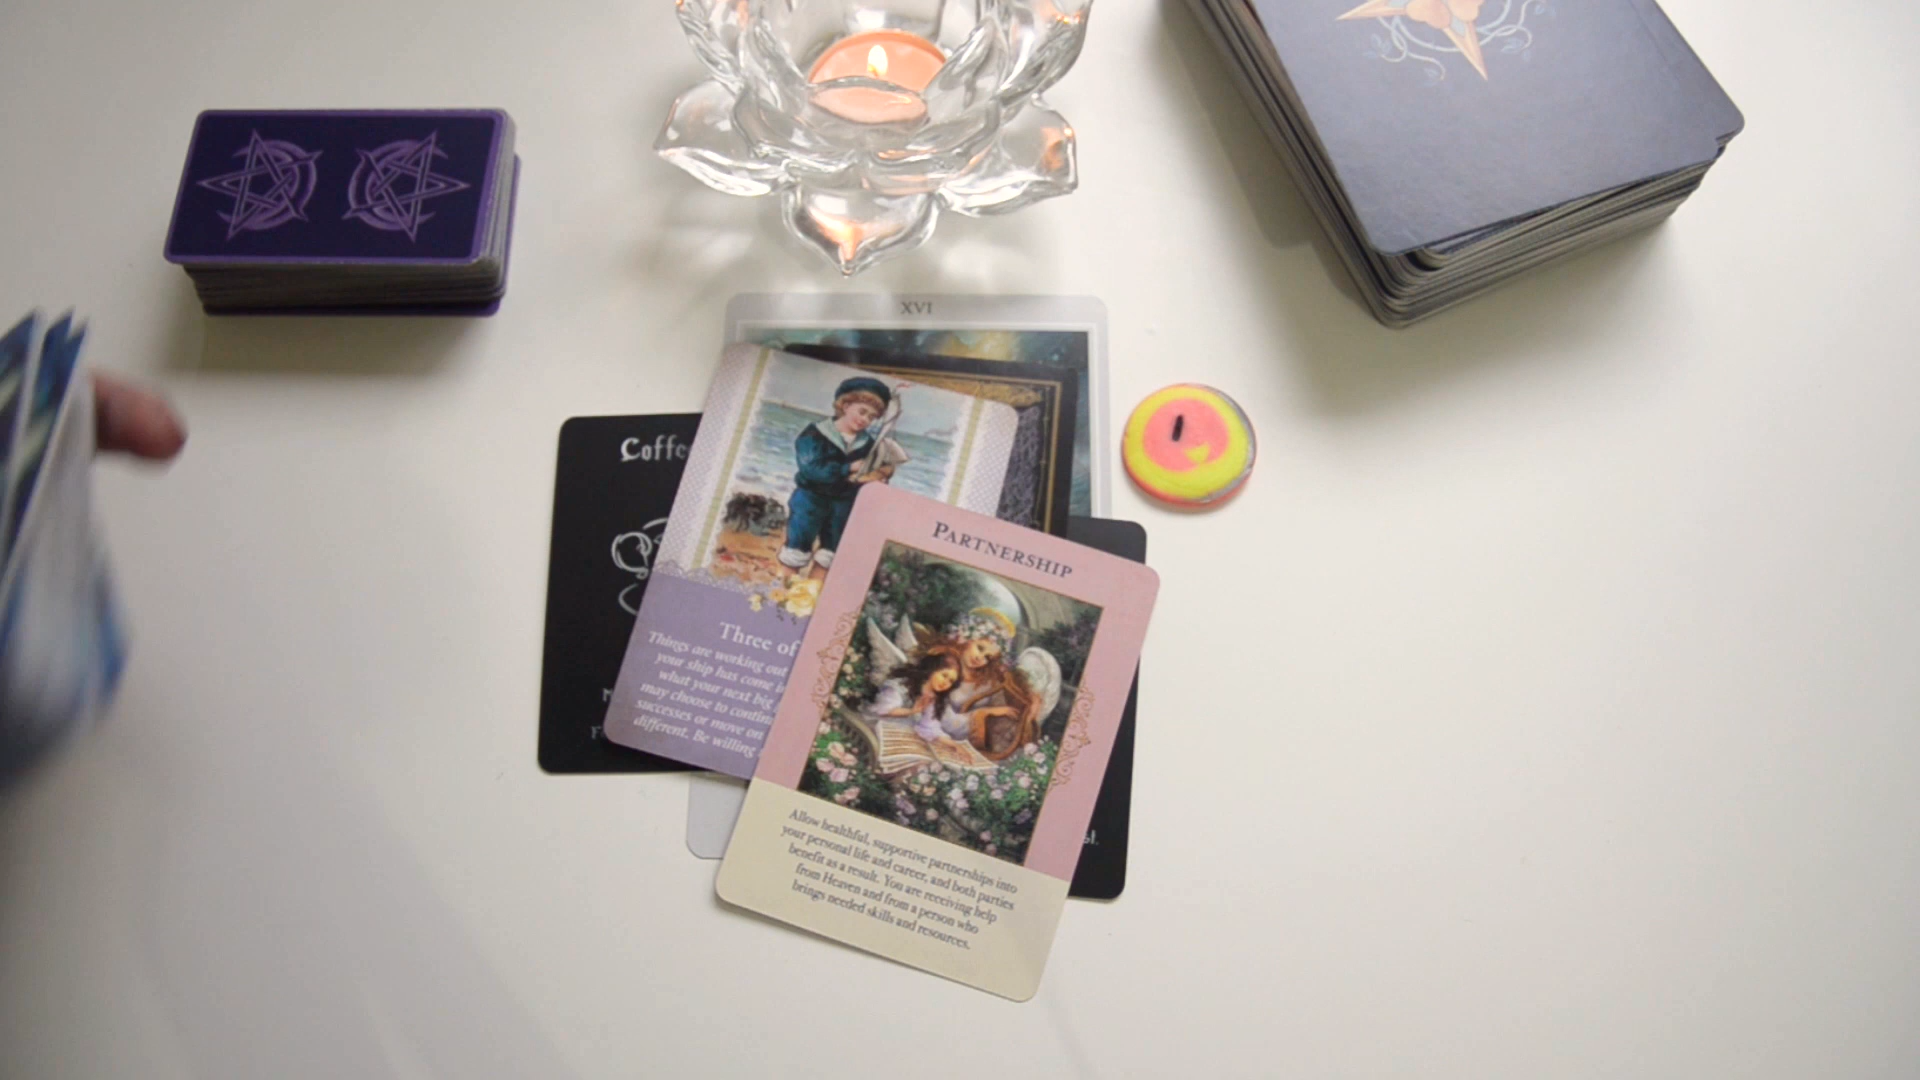 XVI
Coffe
Three of
Things are working out
your ship has come i
what your next big
may choose to contin
successes or move on
different. Be willing
PARTNERSHIP
Allow healthful, supportive partnerships into
your personal life and career, and both parties
benefit as a result. You are receiving help
from Heaven and from a person who
brings needed skills and resources.